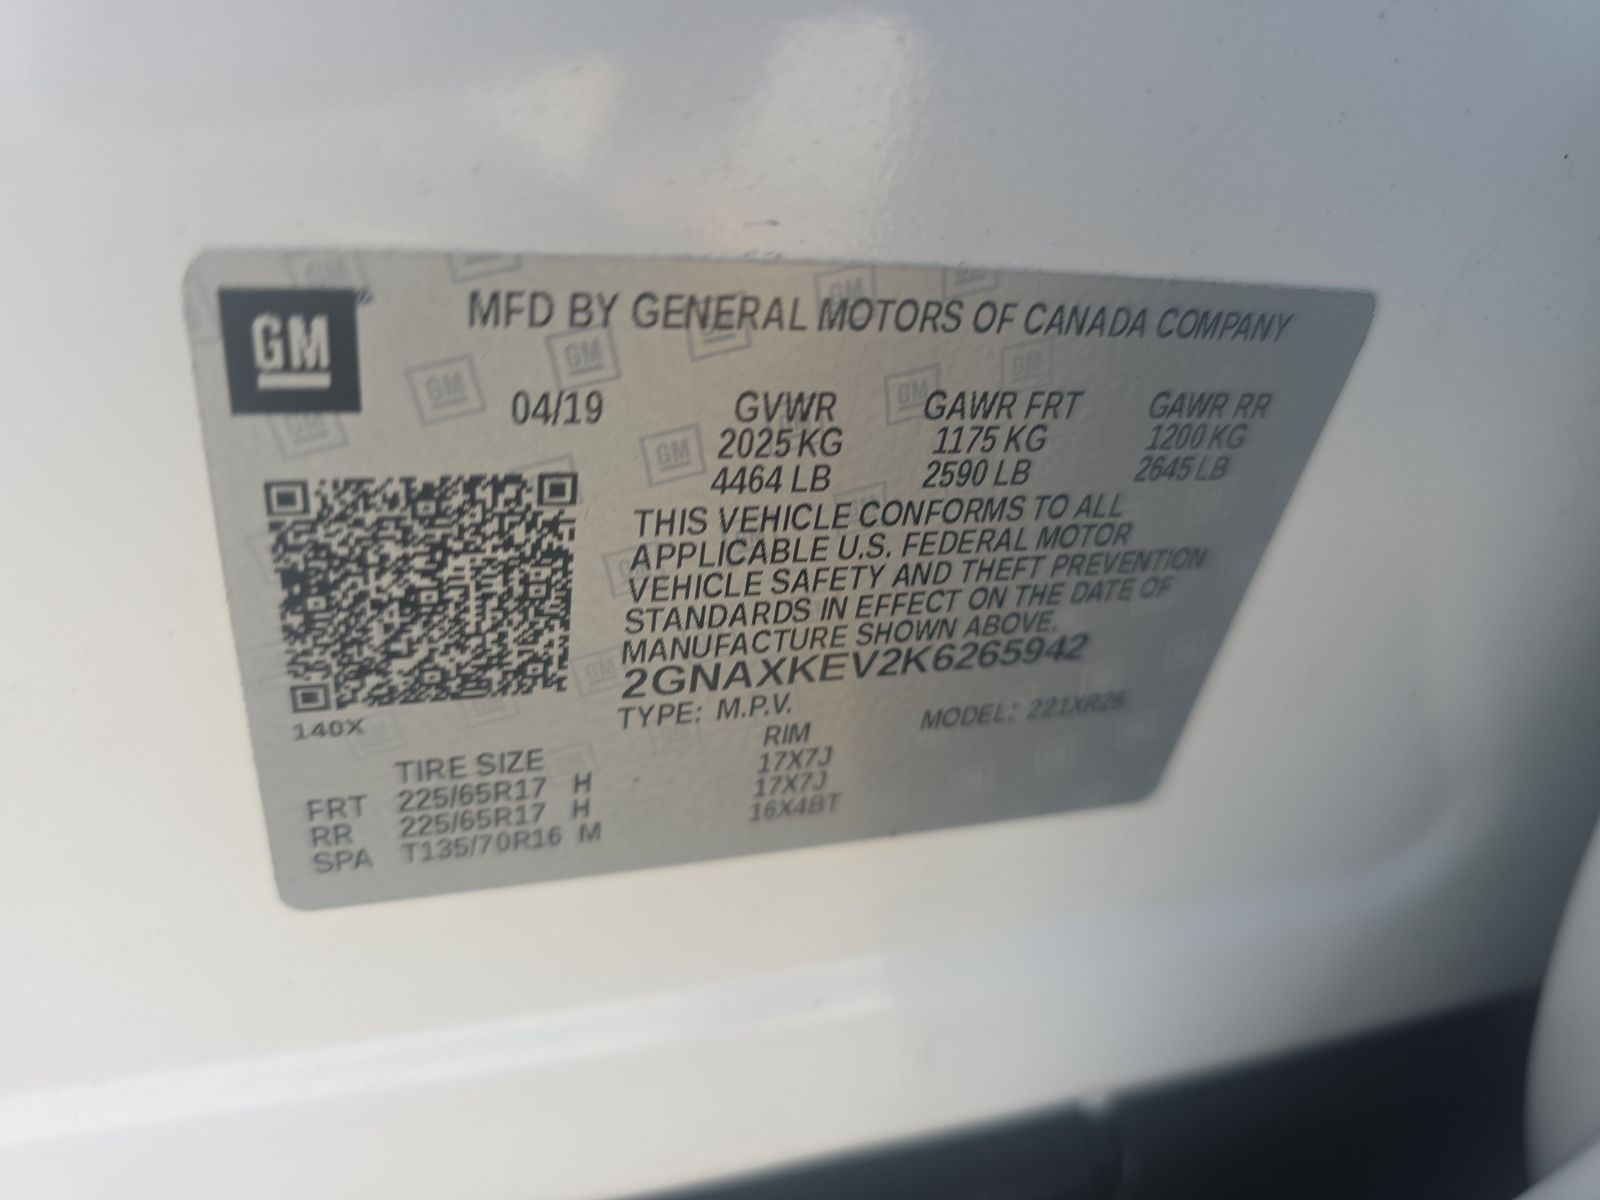 GM
MFD BY GENERAL MOTORS OF CANADA COMPANY
04/19 GVWR GAWR FRT GAWR RR
2025 KG 1175 KG 1200 KG
4464 LB 2590 LB 2645 LB
THIS VEHICLE CONFORMS TO ALL
APPLICABLE U.S. FEDERAL MOTOR
VEHICLE SAFETY AND THEFT PREVENTION
STANDARDS IN EFFECT ON THE DATE OF
MANUFACTURE SHOWN ABOVE.
2GNAXKEV2K6265942
TYPE: M.P.V. MODEL: 221XR26
140X
TIRE SIZE RIM
FRT 225/65R17 H 17X7J
RR 225/65R17 H 17X7J
SPA T135/70R16 M 16X4BT